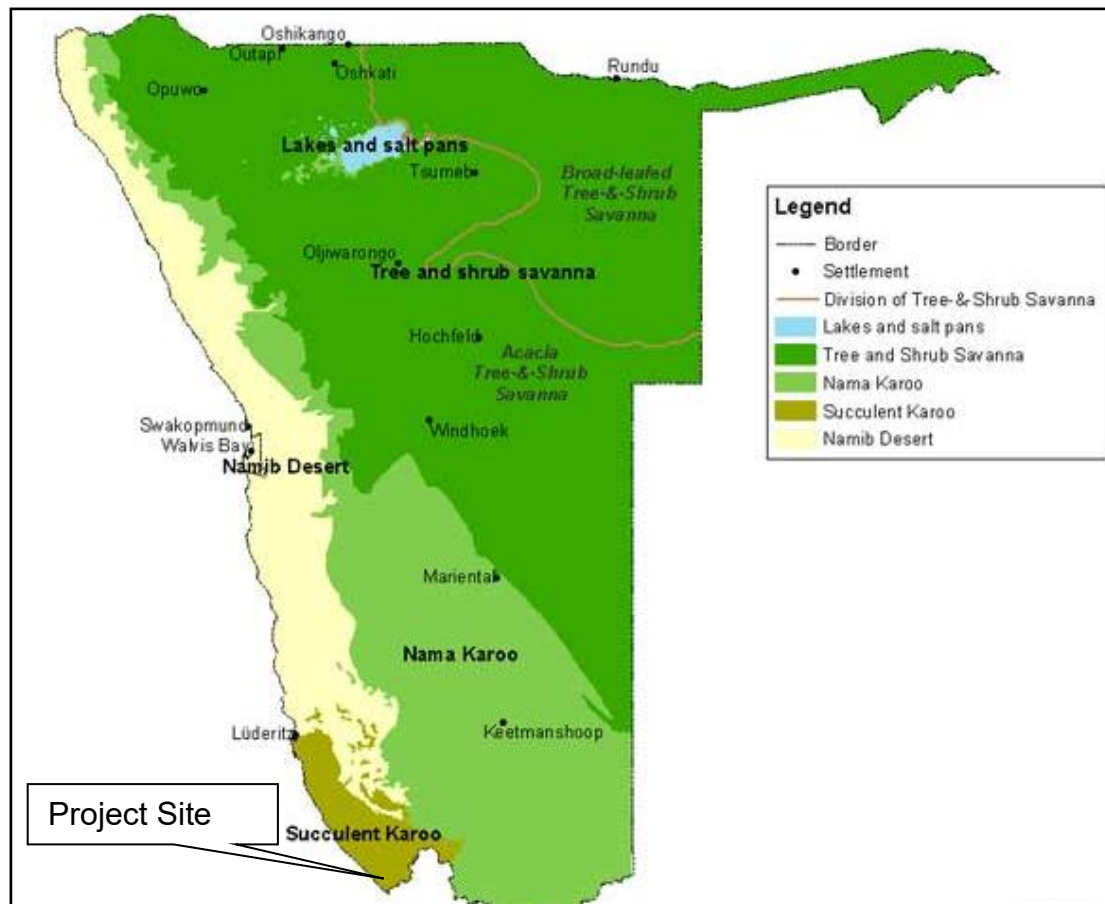 Oshikango
Outapi
Oshkati
Rundu
Opuwo
Lakes and salt pans
Tsumeb
Broad-leafed
Tree-&-Shrub
Savanna
Oljiwarongo
Tree and shrub savanna
Hochfeld
Acacia
Tree-&-Shrub
Savanna
Windhoek
Swakopmund
Walvis Bay
Namib Desert
Mariental
Nama Karoo
Lüderitz
Keetmanshoop
Project Site
Succulent Karoo
Legend
Border
Settlement
Division of Tree-&-Shrub Savanna
Lakes and salt pans
Tree and Shrub Savanna
Nama Karoo
Succulent Karoo
Namib Desert